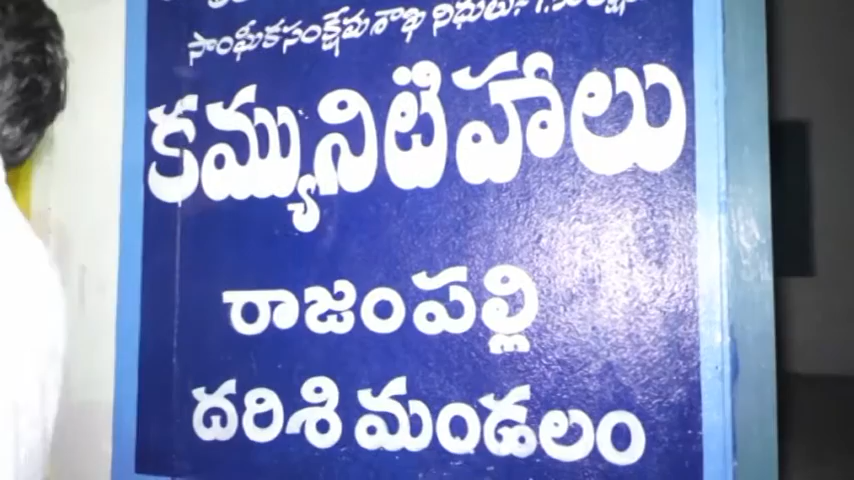 సాంఘీకసంక్షేమశాఖ నిధులు:-
కమ్యునిటిహాలు
రాజంపల్లి
దరిశి మండలం